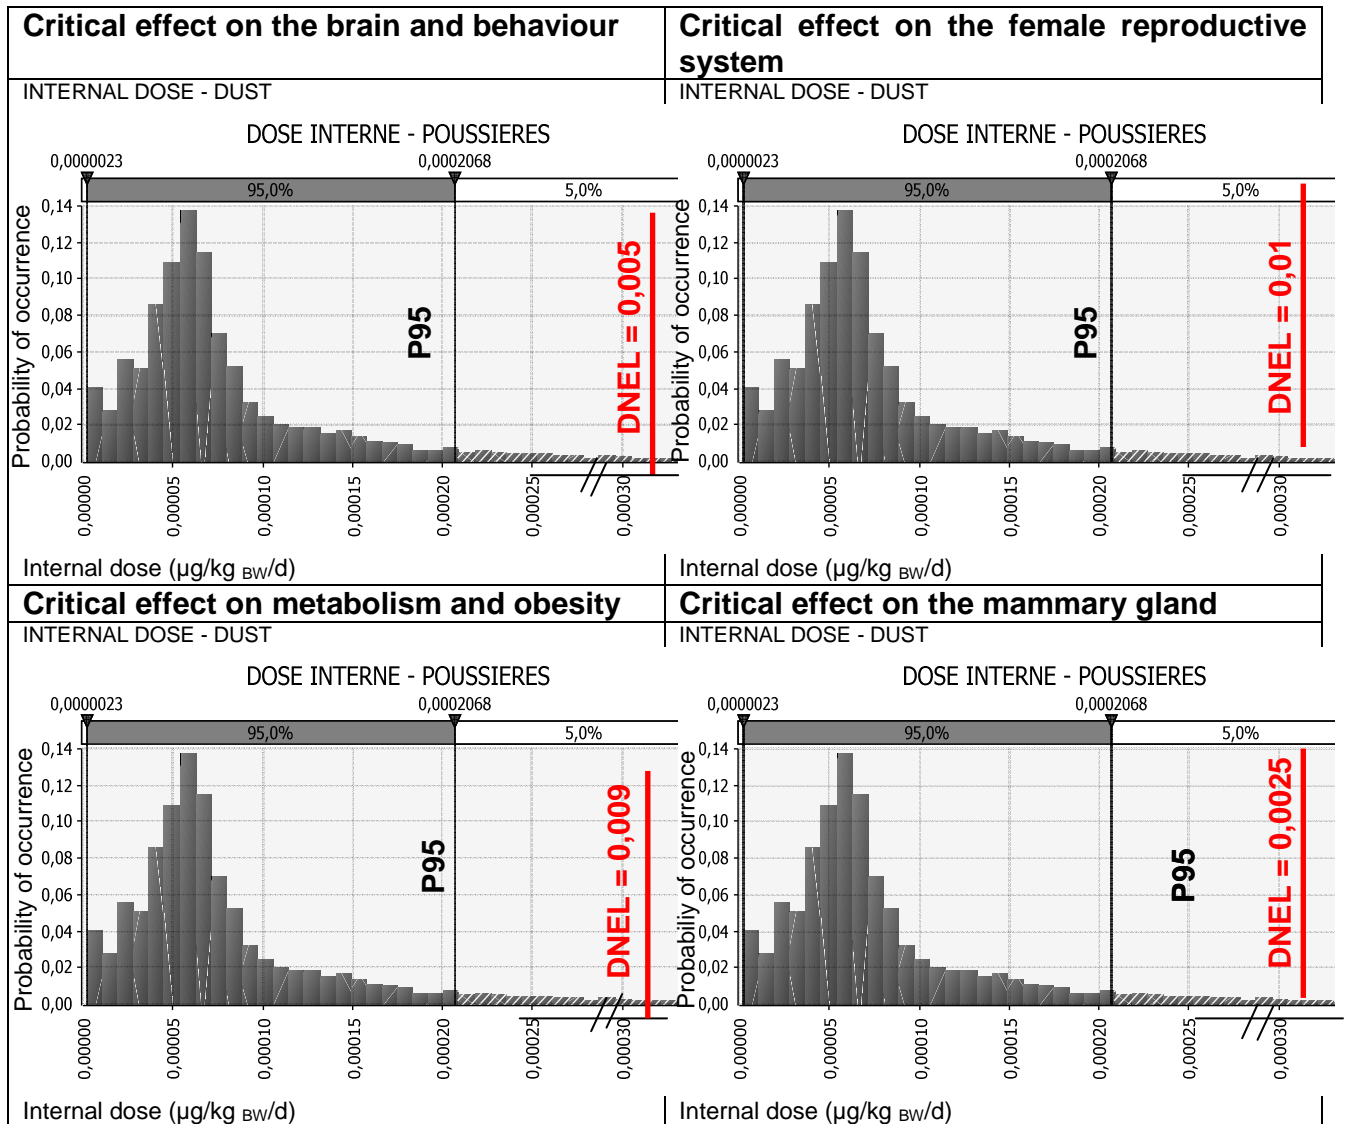 Critical effect on the brain and behaviour
INTERNAL DOSE - DUST
DOSE INTERNE - POUSSIERES
0,0000023
0,0002068
95,0%
5,0%
Probability of occurrence
0,14
0,12
0,10
0,08
0,06
0,04
0,02
0,00
P95
DNEL = 0,005
0,00000
0,00005
0,00010
0,00015
0,00020
0,00025
0,00030
Internal dose (µg/kg BW/d)
Critical effect on the female reproductive
system
INTERNAL DOSE - DUST
DOSE INTERNE - POUSSIERES
0,0000023
0,0002068
95,0%
5,0%
Probability of occurrence
0,14
0,12
0,10
0,08
0,06
0,04
0,02
0,00
P95
DNEL = 0,01
0,00000
0,00005
0,00010
0,00015
0,00020
0,00025
0,00030
Internal dose (µg/kg BW/d)
Critical effect on metabolism and obesity
INTERNAL DOSE - DUST
DOSE INTERNE - POUSSIERES
0,0000023
0,0002068
95,0%
5,0%
Probability of occurrence
0,14
0,12
0,10
0,08
0,06
0,04
0,02
0,00
P95
DNEL = 0,009
0,00000
0,00005
0,00010
0,00015
0,00020
0,00025
0,00030
Internal dose (µg/kg BW/d)
Critical effect on the mammary gland
INTERNAL DOSE - DUST
DOSE INTERNE - POUSSIERES
0,0000023
0,0002068
95,0%
5,0%
Probabiliy of occurrence
0,14
0,12
0,10
0,08
0,06
0,04
0,02
0,00
P95
DNEL = 0,0025
0,00000
0,00005
0,00010
0,00015
0,00020
0,00025
0,00030
Internal dose (µg/kg BW/d)